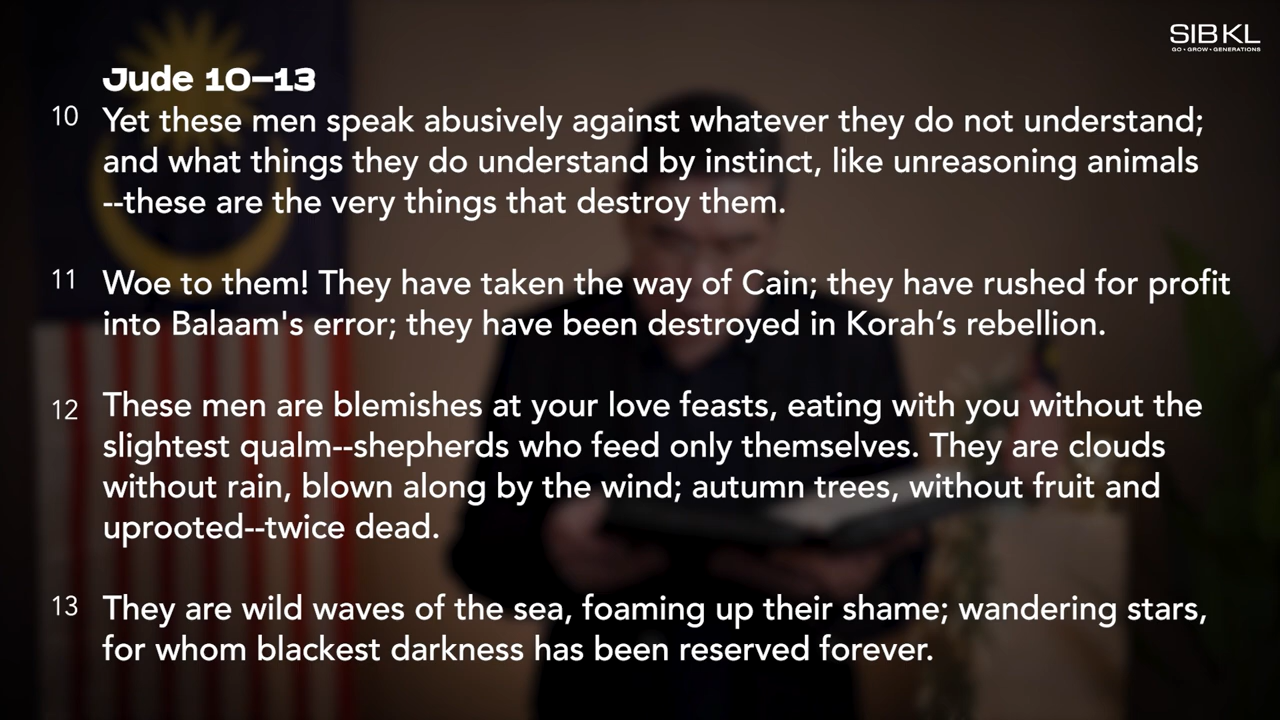 SIBKL
GO • GROW • GENERATIONS
Jude 10–13
10 Yet these men speak abusively against whatever they do not understand;
and what things they do understand by instinct, like unreasoning animals
--these are the very things that destroy them.
11 Woe to them! They have taken the way of Cain; they have rushed for profit
into Balaam's error; they have been destroyed in Korah’s rebellion.
12 These men are blemishes at your love feasts, eating with you without the
slightest qualm--shepherds who feed only themselves. They are clouds
without rain, blown along by the wind; autumn trees, without fruit and
uprooted--twice dead.
13 They are wild waves of the sea, foaming up their shame; wandering stars,
for whom blackest darkness has been reserved forever.